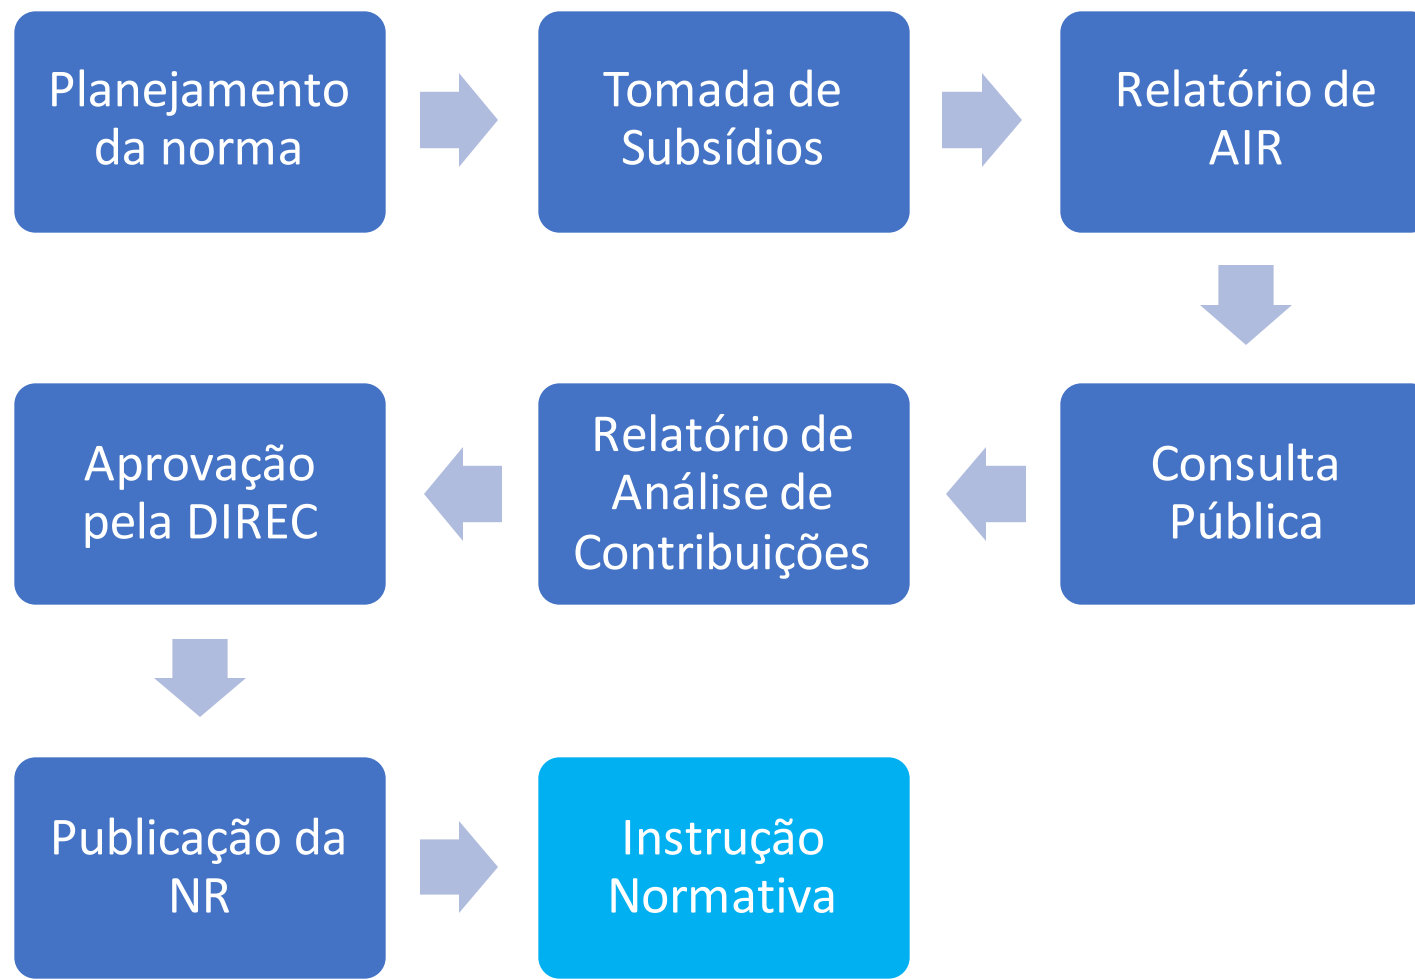 Planejamento
da norma
Tomada de
Subsídios
Relatório de
AIR
Consulta
Pública
Relatório de
Análise de
Contribuições
Aprovação
pela DIREC
Publicação da
NR
Instrução
Normativa